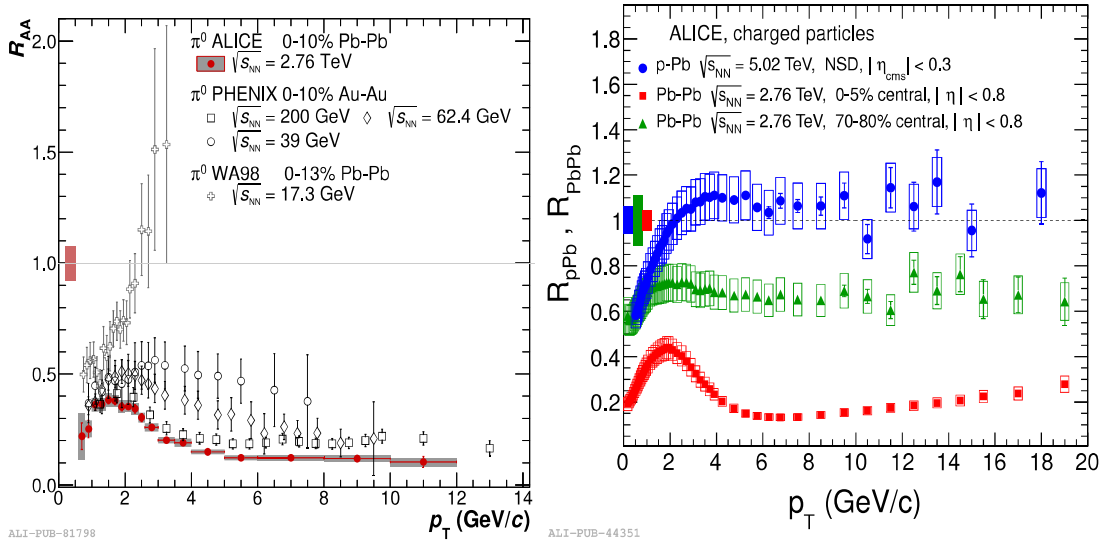 R_AA
2.0
1.5
1.0
0.5
0.0
π⁰ ALICE 0-10% Pb-Pb
√s_NN = 2.76 TeV
π⁰ PHENIX 0-10% Au-Au
√s_NN = 200 GeV √s_NN = 62.4 GeV
√s_NN = 39 GeV
π⁰ WA98 0-13% Pb-Pb
√s_NN = 17.3 GeV
0 2 4 6 8 10 12 14
p_T (GeV/c)
ALI-PUB-81798
R_pPb , R_PbPb
1.8
1.6
1.4
1.2
1
0.8
0.6
0.4
0.2
ALICE, charged particles
p-Pb √s_NN = 5.02 TeV, NSD, | η_cms | < 0.3
Pb-Pb √s_NN = 2.76 TeV, 0-5% central, | η | < 0.8
Pb-Pb √s_NN = 2.76 TeV, 70-80% central, | η | < 0.8
0 2 4 6 8 10 12 14 16 18 20
p_T (GeV/c)
ALI-PUB-44351